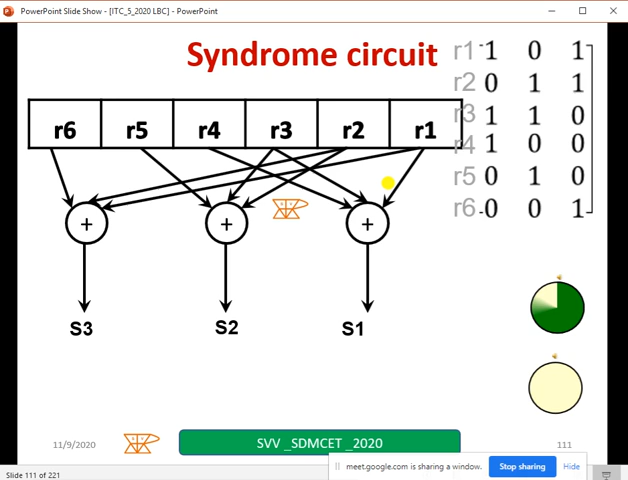 PowerPoint Slide Show - [ITC_5_2020 LBC] - PowerPoint
Syndrome circuit
r6 r5 r4 r3 r2 r1
r1 1 0 1
r2 0 1 1
r3 1 1 0
r4 1 0 0
r5 0 1 0
r6 0 0 1
+ + +
S3 S2 S1
11/9/2020 SVV _SDMCET _2020 111
meet.google.com is sharing a window. Stop sharing Hide
Slide 111 of 221